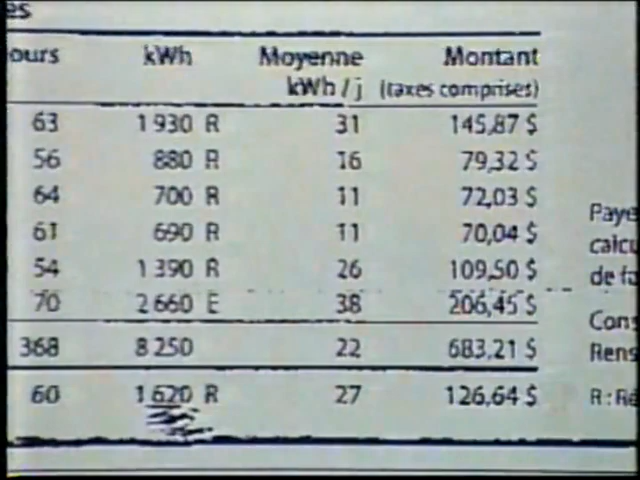 es
ours kWh Moyenne Montant
kWh / j (taxes comprises)
63 1 930 R 31 145,87 $
56 880 R 16 79,32 $
64 700 R 11 72,03 $
61 690 R 11 70,04 $
54 1 390 R 26 109,50 $
70 2 660 E 38 206,45 $
368 8 250 22 683,21 $
60 1 620 R 27 126,64 $
Paye
calcu
de fa
Cons
Rens
R : Ré